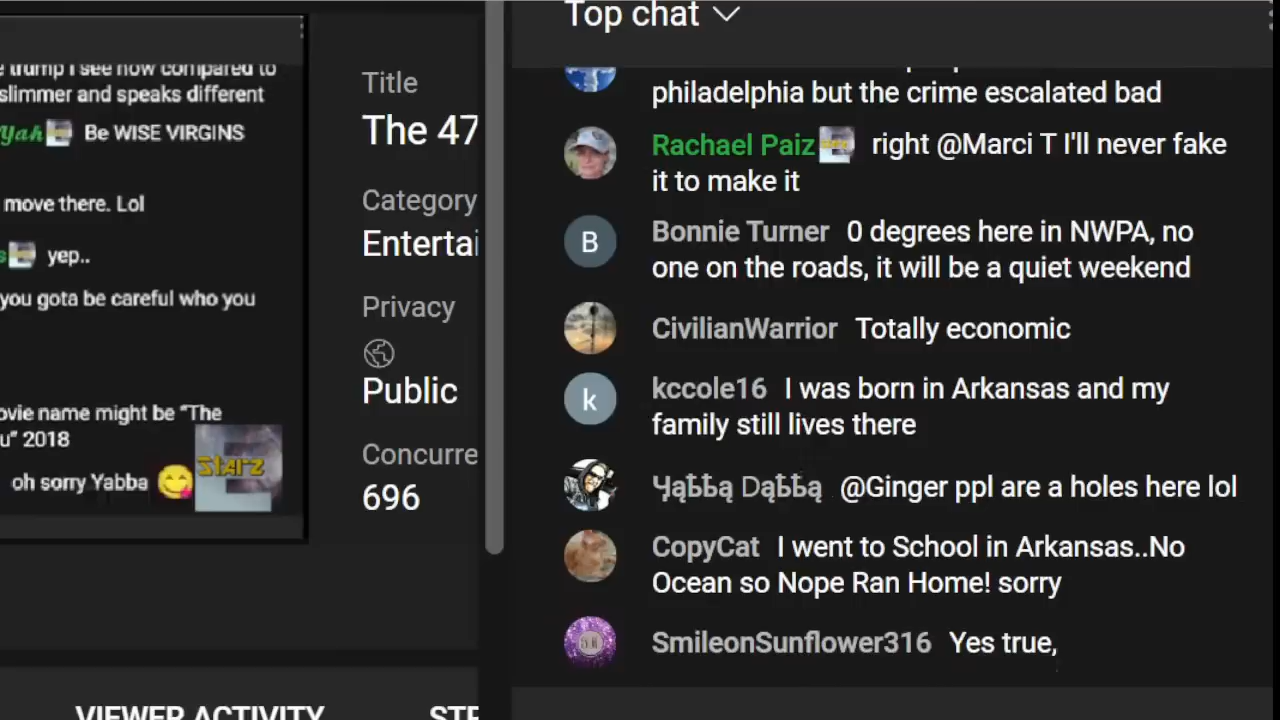 trump I see now compared to
slimmer and speaks different
Yah Be WISE VIRGINS
move there. Lol
s yep..
you gota be careful who you
ovie name might be “The
u” 2018
oh sorry Yabba
STARZ
Title
The 47
Category
Entertai
Privacy
Public
Concurre
696
VIEWER ACTIVITY
STR
Top chat
philadelphia but the crime escalated bad
Rachael Paiz right @Marci T I'll never fake
it to make it
B
Bonnie Turner 0 degrees here in NWPA, no
one on the roads, it will be a quiet weekend
CivilianWarrior Totally economic
k
kccole16 I was born in Arkansas and my
family still lives there
Ყąҍҍą Dąҍҍą @Ginger ppl are a holes here lol
CopyCat I went to School in Arkansas..No
Ocean so Nope Ran Home! sorry
SmileonSunflower316 Yes true,